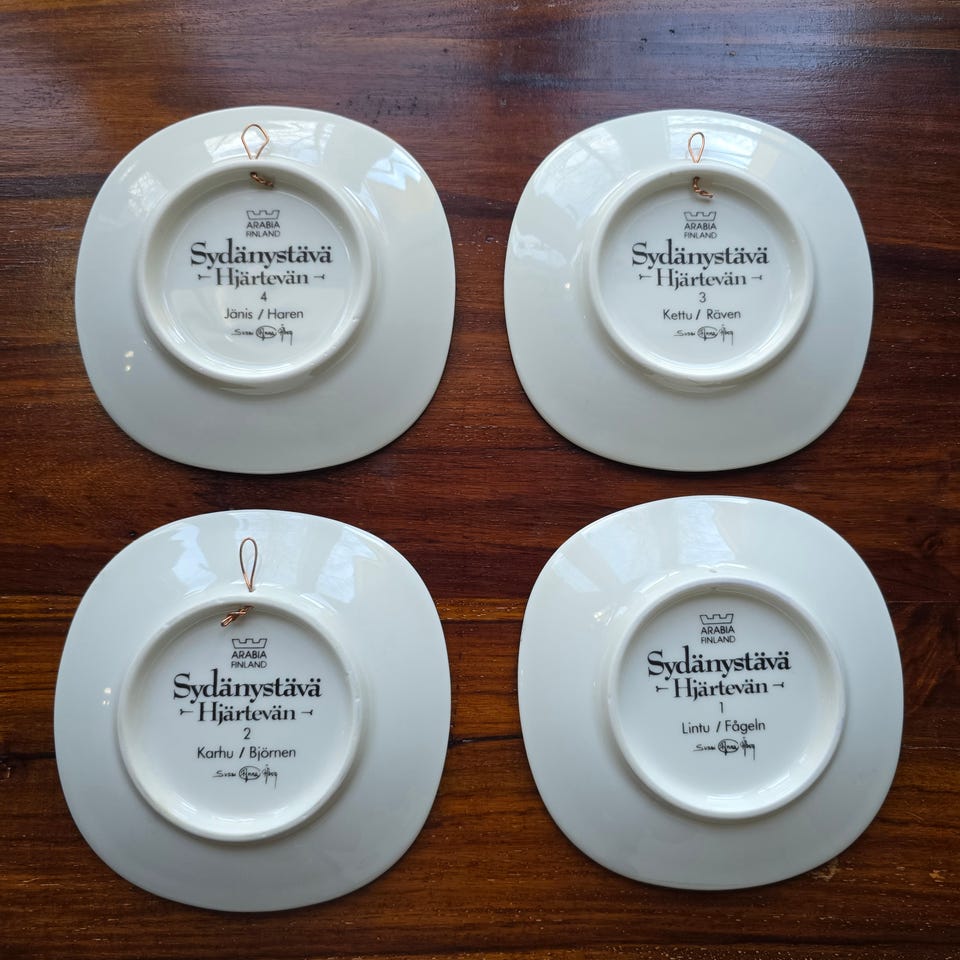 ARABIA
FINLAND
Sydänystävä
Hjärtevän
4
Jänis / Haren
ARABIA
FINLAND
Sydänystävä
Hjärtevän
3
Kettu / Räven
ARABIA
FINLAND
Sydänystävä
Hjärtevän
2
Karhu / Björnen
ARABIA
FINLAND
Sydänystävä
Hjärtevän
1
Lintu / Fågeln